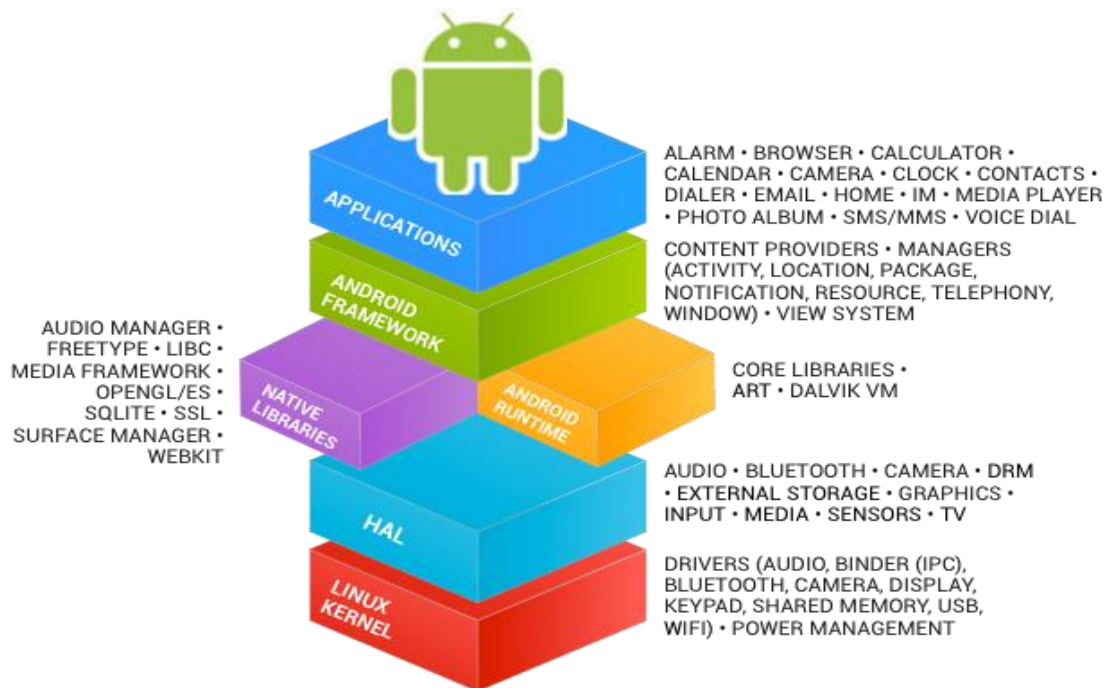 APPLICATIONS
ALARM • BROWSER • CALCULATOR •
CALENDAR • CAMERA • CLOCK • CONTACTS •
DIALER • EMAIL • HOME • IM • MEDIA PLAYER
• PHOTO ALBUM • SMS/MMS • VOICE DIAL
ANDROID
FRAMEWORK
CONTENT PROVIDERS • MANAGERS
(ACTIVITY, LOCATION, PACKAGE,
NOTIFICATION, RESOURCE, TELEPHONY,
WINDOW) • VIEW SYSTEM
AUDIO MANAGER •
FREETYPE • LIBC •
MEDIA FRAMEWORK •
OPENGL/ES •
SQLITE • SSL •
SURFACE MANAGER •
WEBKIT
NATIVE
LIBRARIES
ANDROID
RUNTIME
CORE LIBRARIES •
ART • DALVIK VM
HAL
AUDIO • BLUETOOTH • CAMERA • DRM
• EXTERNAL STORAGE • GRAPHICS •
INPUT • MEDIA • SENSORS • TV
LINUX
KERNEL
DRIVERS (AUDIO, BINDER (IPC),
BLUETOOTH, CAMERA, DISPLAY,
KEYPAD, SHARED MEMORY, USB,
WIFI) • POWER MANAGEMENT